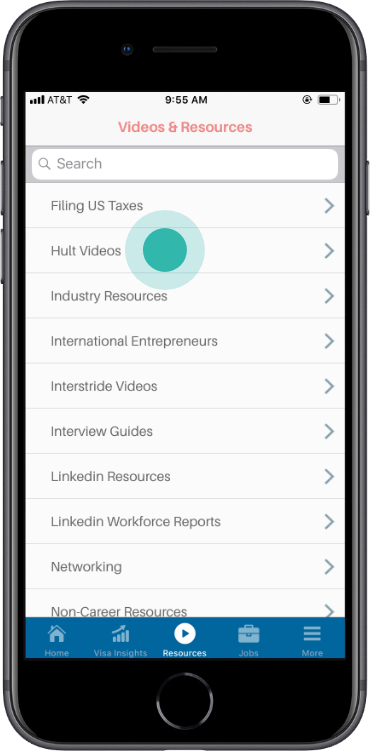 AT&T
9:55 AM
Videos & Resources
Search
Filing US Taxes
Hult Videos
Industry Resources
International Entrepreneurs
Interstride Videos
Interview Guides
Linkedin Resources
Linkedin Workforce Reports
Networking
Non-Career Resources
Home Visa Insights Resources Jobs More